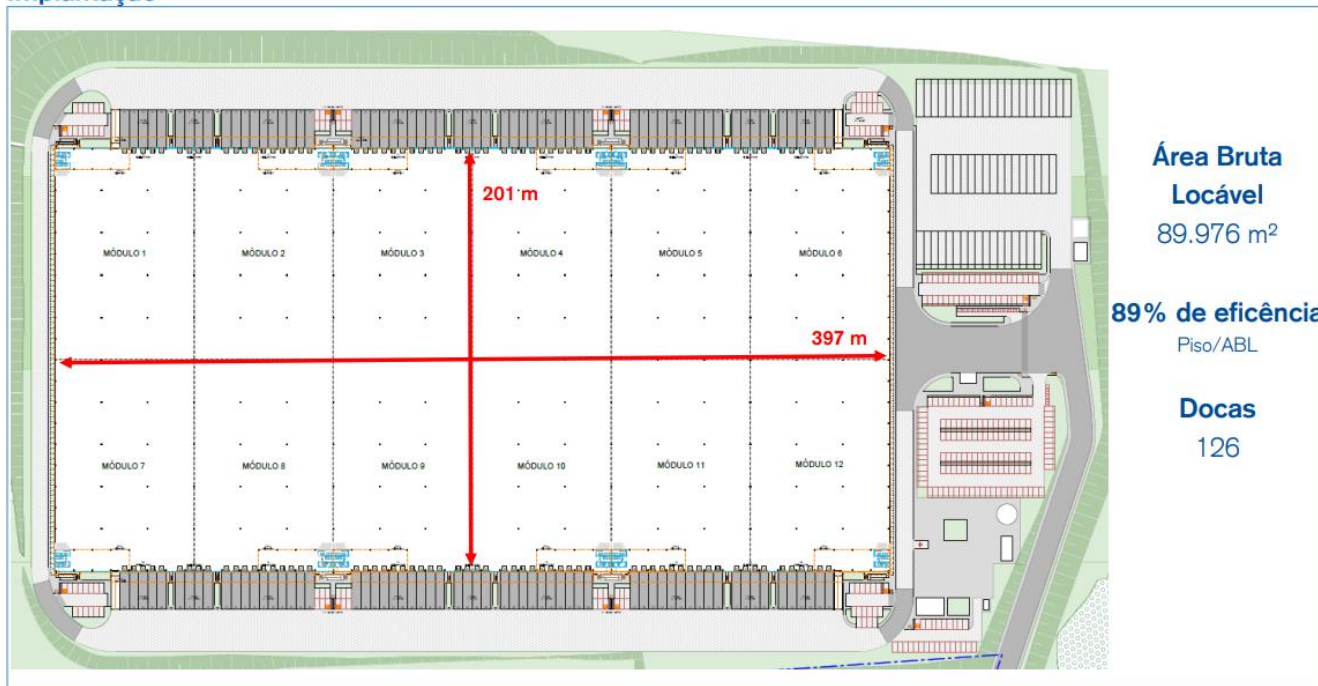 201 m
MÓDULO 1
MÓDULO 2
MÓDULO 3
MÓDULO 4
MÓDULO 5
MÓDULO 6
397 m
MÓDULO 7
MÓDULO 8
MÓDULO 9
MÓDULO 10
MÓDULO 11
MÓDULO 12
Área Bruta
Locável
89.976 m²
89% de eficência
Piso/ABL
Docas
126